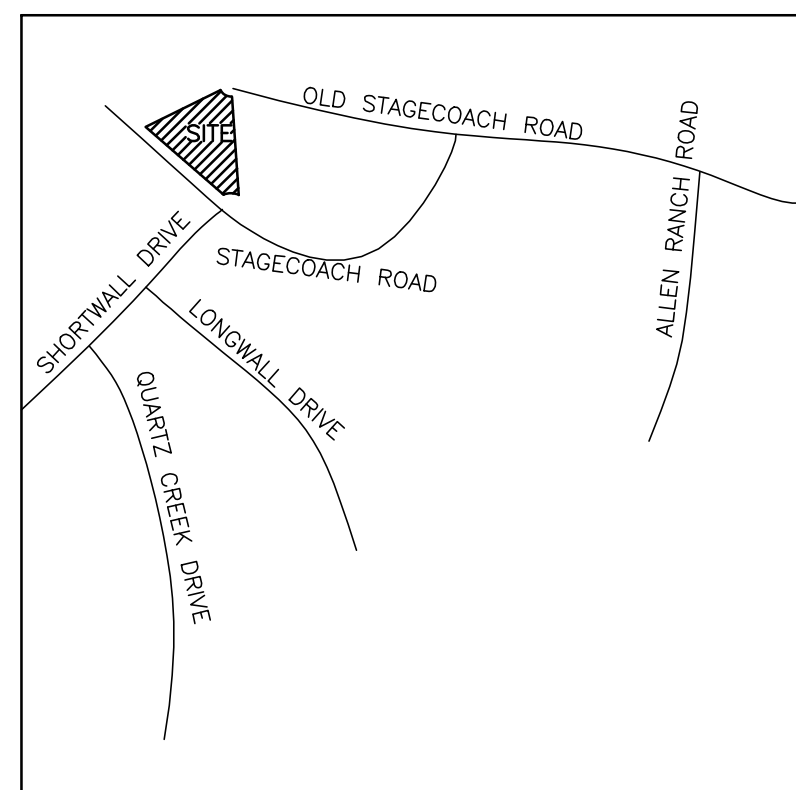 OLD STAGECOACH ROAD
SITE
ALLEN RANCH ROAD
SHORTWALL DRIVE
STAGECOACH ROAD
LONGWALL DRIVE
QUARTZ CREEK DRIVE